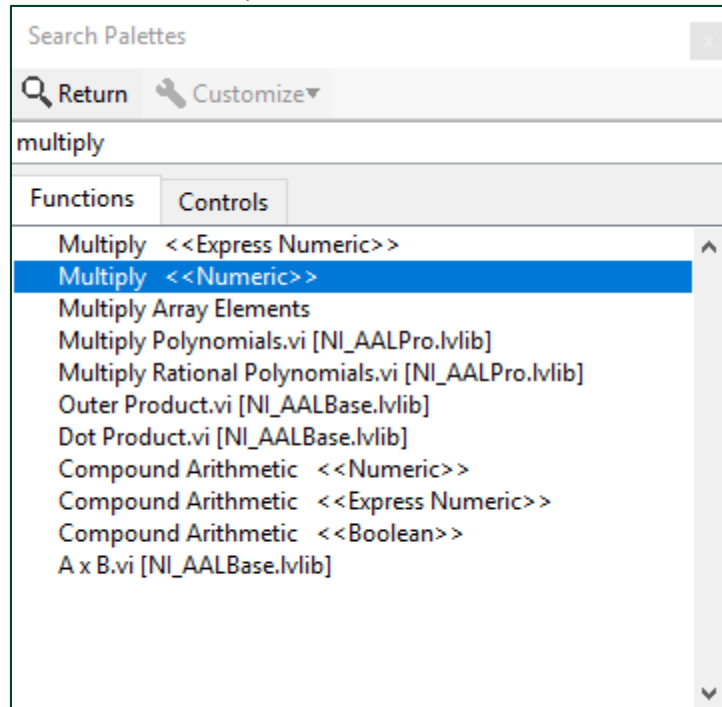 Search Palettes
Return Customize
multiply
Functions Controls
Multiply <<Express Numeric>>
Multiply <<Numeric>>
Multiply Array Elements
Multiply Polynomials.vi [NI_AALPro.lvlib]
Multiply Rational Polynomials.vi [NI_AALPro.lvlib]
Outer Product.vi [NI_AALBase.lvlib]
Dot Product.vi [NI_AALBase.lvlib]
Compound Arithmetic <<Numeric>>
Compound Arithmetic <<Express Numeric>>
Compound Arithmetic <<Boolean>>
A x B.vi [NI_AALBase.lvlib]